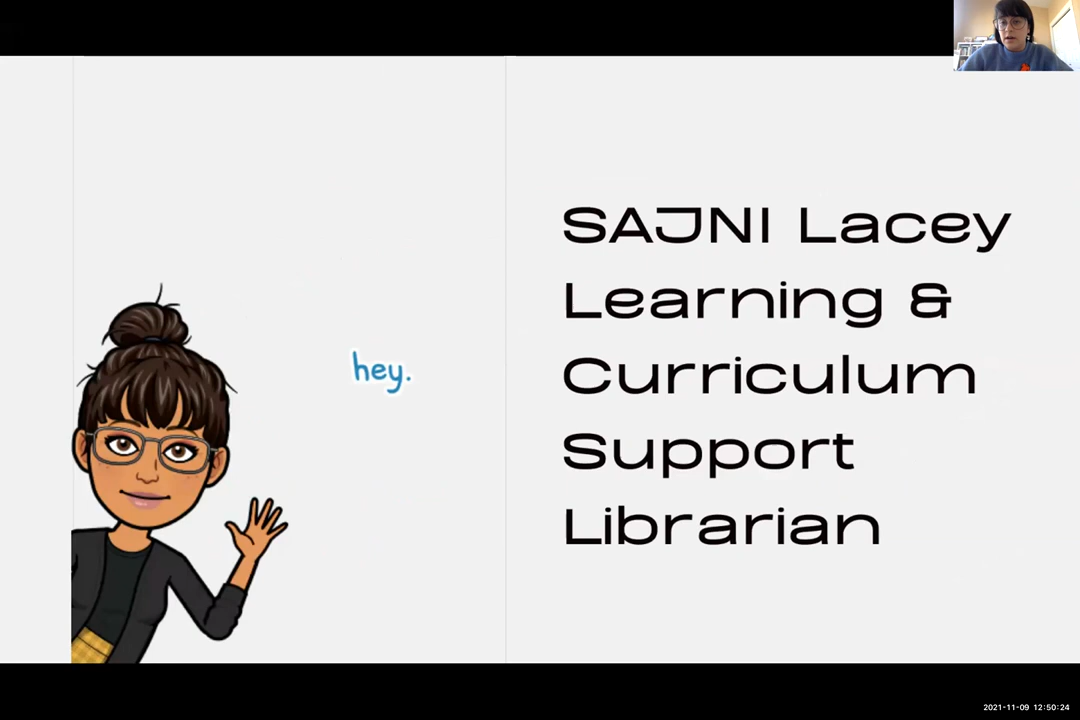 SAJNI Lacey
Learning &
Curriculum
Support
Librarian
hey.
2021-11-09 12:50:24